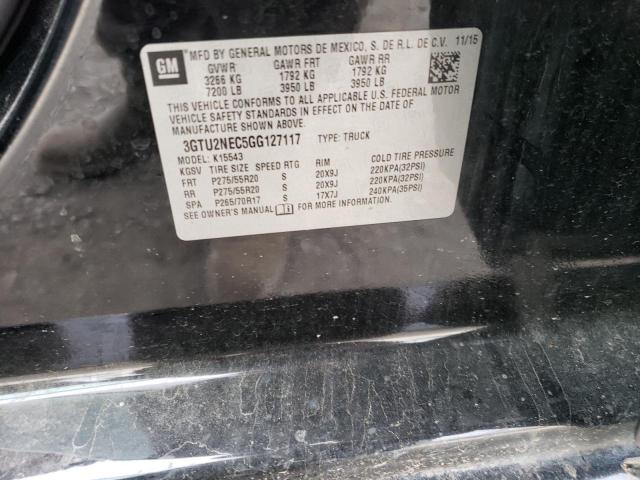 GM
MFD BY GENERAL MOTORS DE MEXICO, S. DE R.L. DE C.V. 11/15
GVWR GAWR FRT GAWR RR
3266 KG 1792 KG 1792 KG
7200 LB 3950 LB 3950 LB
THIS VEHICLE CONFORMS TO ALL APPLICABLE U.S. FEDERAL MOTOR
VEHICLE SAFETY STANDARDS IN EFFECT ON THE DATE OF
MANUFACTURE SHOWN ABOVE.
3GTU2NEC5GG127117 TYPE: TRUCK
MODEL: K15543
KGSV TIRE SIZE SPEED RTG RIM COLD TIRE PRESSURE
FRT P275/55R20 S 20X9J 220KPA(32PSI)
RR P275/55R20 S 20X9J 220KPA(32PSI)
SPA P265/70R17 S 17X7J 240KPA(35PSI)
SEE OWNER'S MANUAL FOR MORE INFORMATION.